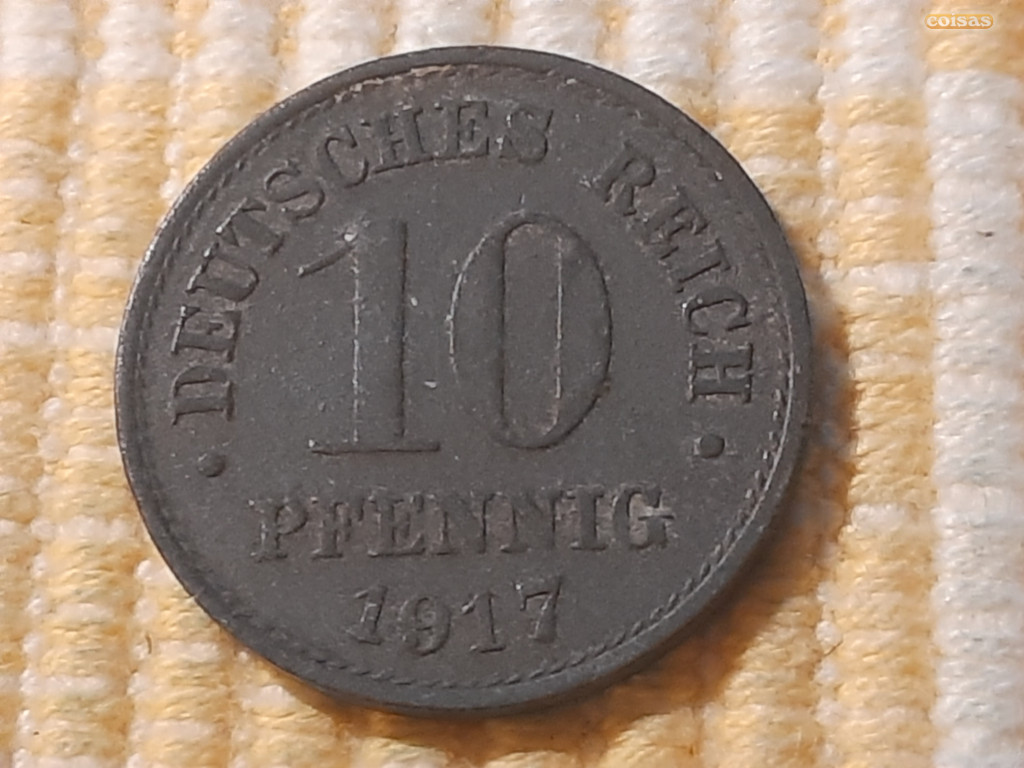 coisas
· DEUTSCHES REICH ·
10
PFENNIG
1917